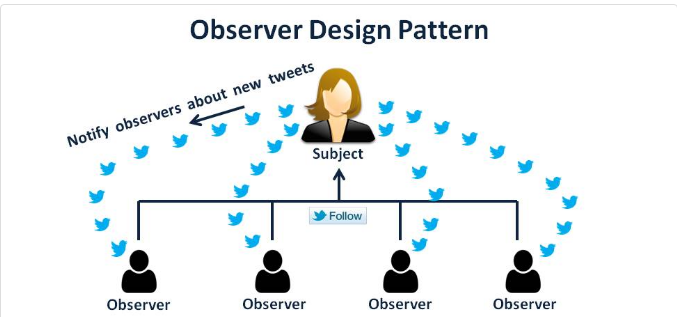 Observer Design Pattern
Notify observers about new tweets
Subject
Follow
Observer
Observer
Observer
Observer